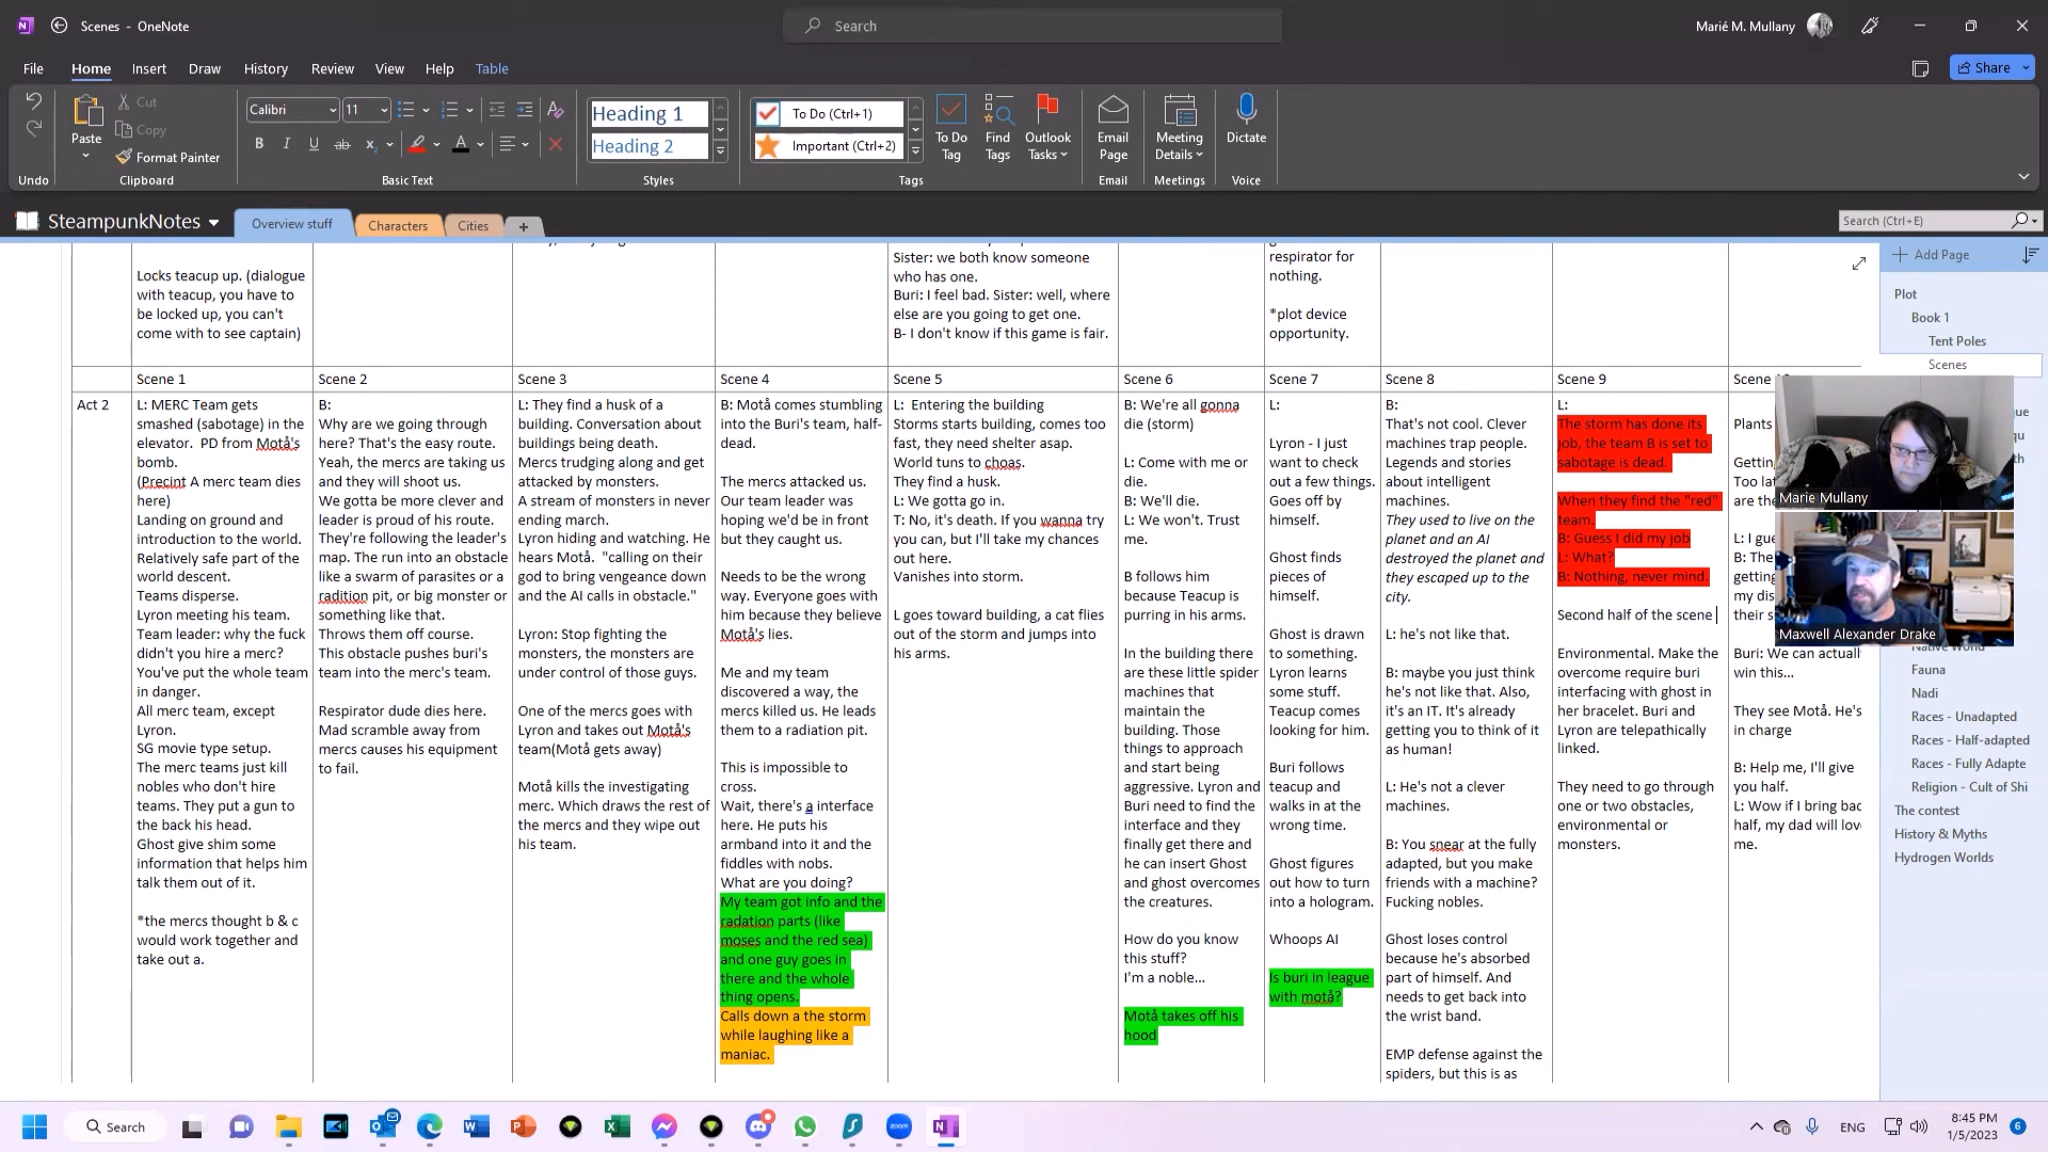 Scenes - OneNote
Search
Marié M. Mullany
File
Home
Insert
Draw
History
Review
View
Help
Table
Share
Paste
Cut
Copy
Format Painter
Calibri
11
B
I
U
ab
Heading 1
Heading 2
To Do (Ctrl+1)
Important (Ctrl+2)
To Do
Tag
Find
Tags
Outlook
Tasks
Email
Page
Meeting
Details
Dictate
Undo
Clipboard
Basic Text
Styles
Tags
Email
Meetings
Voice
SteampunkNotes
Overview stuff
Characters
Cities
+
Search (Ctrl+E)
Locks teacup up. (dialogue
with teacup, you have to
be locked up, you can't
come with to see captain)
Sister: we both know someone
who has one.
Buri: I feel bad. Sister: well, where
else are you going to get one.
B- I don't know if this game is fair.
respirator for
nothing.
*plot device
opportunity.
Scene 1
Scene 2
Scene 3
Scene 4
Scene 5
Scene 6
Scene 7
Scene 8
Scene 9
Act 2
L: MERC Team gets
smashed (sabotage) in the
elevator.  PD from Motå's
bomb.
(Precint A merc team dies
here)
Landing on ground and
introduction to the world.
Relatively safe part of the
world descent.
Teams disperse.
Lyron meeting his team.
Team leader: why the fuck
didn't you hire a merc?
You've put the whole team
in danger.
All merc team, except
Lyron.
SG movie type setup.
The merc teams just kill
nobles who don't hire
teams. They put a gun to
the back his head.
Ghost give shim some
information that helps him
talk them out of it.
*the mercs thought b & c
would work together and
take out a.
B:
Why are we going through
here? That's the easy route.
Yeah, the mercs are taking us
and they will shoot us.
We gotta be more clever and
leader is proud of his route.
They're following the leader's
map. The run into an obstacle
like a swarm of parasites or a
radition pit, or big monster or
something like that.
Throws them off course.
This obstacle pushes buri's
team into the merc's team.
Respirator dude dies here.
Mad scramble away from
mercs causes his equipment
to fail.
L: They find a husk of a
building. Conversation about
buildings being death.
Mercs trudging along and get
attacked by monsters.
A stream of monsters in never
ending march.
Lyron hiding and watching. He
hears Motå.  "calling on their
god to bring vengeance down
and the AI calls in obstacle."
Lyron: Stop fighting the
monsters, the monsters are
under control of those guys.
One of the mercs goes with
Lyron and takes out Motå's
team(Motå gets away)
Motå kills the investigating
merc. Which draws the rest of
the mercs and they wipe out
his team.
B: Motå comes stumbling
into the Buri's team, half-
dead.
The mercs attacked us.
Our team leader was
hoping we'd be in front
but they caught us.
Needs to be the wrong
way. Everyone goes with
him because they believe
Motå's lies.
Me and my team
discovered a way, the
mercs killed us. He leads
them to a radiation pit.
This is impossible to
cross.
Wait, there's a interface
here. He puts his
armband into it and the
fiddles with nobs.
What are you doing?
My team got info and the
radation parts (like
moses and the red sea)
and one guy goes in
there and the whole
thing opens.
Calls down a the storm
while laughing like a
maniac.
L:  Entering the building
Storms starts building, comes too
fast, they need shelter asap.
World tuns to choas.
They find a husk.
L: We gotta go in.
T: No, it's death. If you wanna try
you can, but I'll take my chances
out here.
Vanishes into storm.
L goes toward building, a cat flies
out of the storm and jumps into
his arms.
B: We're all gonna
die (storm)
L: Come with me or
die.
B: We'll die.
L: We won't. Trust
me.
B follows him
because Teacup is
purring in his arms.
In the building there
are these little spider
machines that
maintain the
building. Those
things to approach
and start being
aggressive. Lyron and
Buri need to find the
interface and they
finally get there and
he can insert Ghost
and ghost overcomes
the creatures.
How do you know
this stuff?
I'm a noble...
Motå takes off his
hood
L:
Lyron - I just
want to check
out a few things.
Goes off by
himself.
Ghost finds
pieces of
himself.
Ghost is drawn
to something.
Lyron learns
some stuff.
Teacup comes
looking for him.
Buri follows
teacup and
walks in at the
wrong time.
Ghost figures
out how to turn
into a hologram.
Whoops AI
Is buri in league
with motå?
B:
That's not cool. Clever
machines trap people.
Legends and stories
about intelligent
machines.
They used to live on the
planet and an AI
destroyed the planet and
they escaped up to the
city.
L: he's not like that.
B: maybe you just think
he's not like that. Also,
it's an IT. It's already
getting you to think of it
as human!
L: He's not a clever
machines.
B: You snear at the fully
adapted, but you make
friends with a machine?
Fucking nobles.
Ghost loses control
because he's absorbed
part of himself. And
needs to get back into
the wrist band.
EMP defense against the
spiders, but this is as
L:
The storm has done its
job, the team B is set to
sabotage is dead.
When they find the "red"
team.
B: Guess I did my job
L: What?
B: Nothing, never mind.
Second half of the scene
Environmental. Make the
overcome require buri
interfacing with ghost in
her bracelet. Buri and
Lyron are telepathically
linked.
They need to go through
one or two obstacles,
environmental or
monsters.
Plants
Getting
Too lat
are the
L: I gue
B: The
getting
my dis
their s
Buri: We can actuall
win this...
They see Motå. He's
in charge
B: Help me, I'll give
you half.
L: Wow if I bring bac
half, my dad will lov
me.
Marie Mullany
Maxwell Alexander Drake
Add Page
Plot
Book 1
Tent Poles
Scenes
Fauna
Nadi
Races - Unadapted
Races - Half-adapted
Races - Fully Adapte
Religion - Cult of Shi
The contest
History & Myths
Hydrogen Worlds
Search
zoom
ENG
8:45 PM
1/5/2023
6